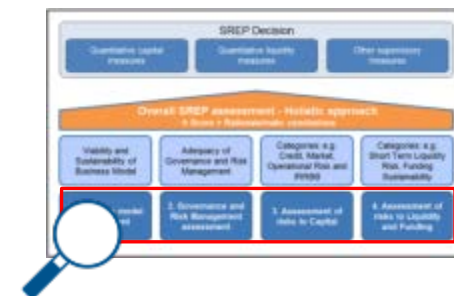 SREP Decision
Quantitative capital
measures
Quantitative liquidity
measures
Other supervisory
measures
Overall SREP assessment - Holistic approach
Viability and
Sustainability of
Business Model
Adequacy of
Governance and Risk
Management
Categories: e.g.
Credit, Market,
Operational Risk and
IRRBB
Categories: e.g.
Short Term Liquidity
Risk, Funding
Sustainability
model
2. Governance and
Risk Management
assessment
3. Assessment of
risks to Capital
4. Assessment of
risks to Liquidity
and Funding